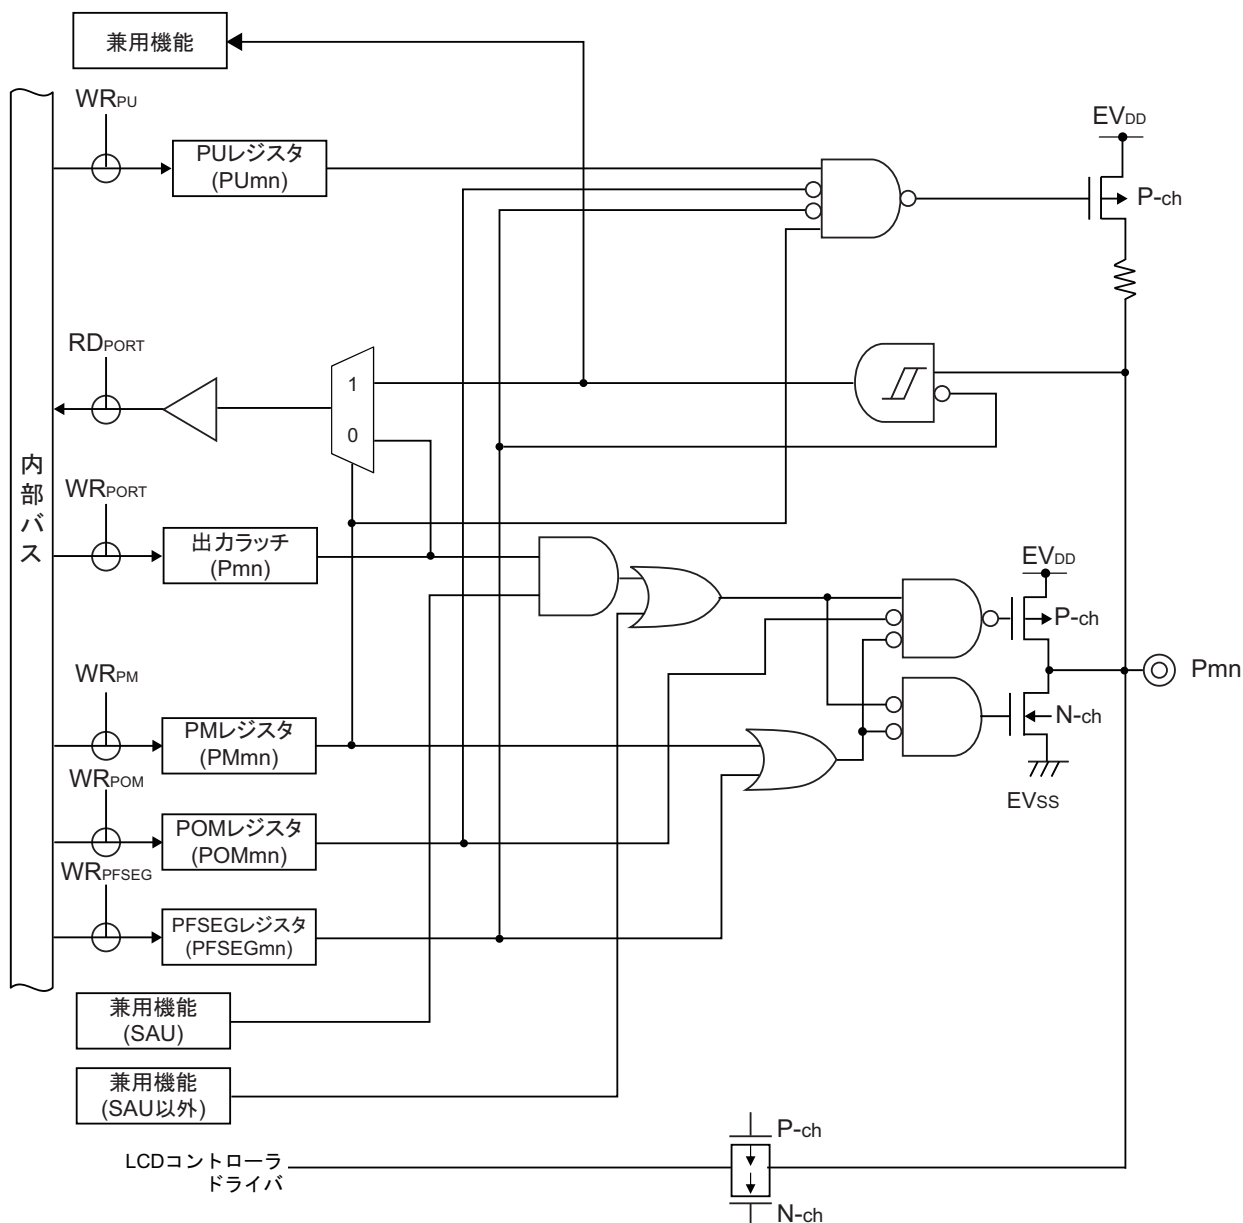 兼用機能
WRPU
PUレジスタ
(PUmn)
EVDD
P-ch
RDPORT
1
0
内部バス
WRPORT
出力ラッチ
(Pmn)
EVDD
P-ch
Pmn
N-ch
EVSS
WRPM
PMレジスタ
(PMmn)
WRPOM
POMレジスタ
(POMmn)
WRPFSEG
PFSEGレジスタ
(PFSEGmn)
兼用機能
(SAU)
兼用機能
(SAU以外)
P-ch
LCDコントローラ
ドライバ
N-ch